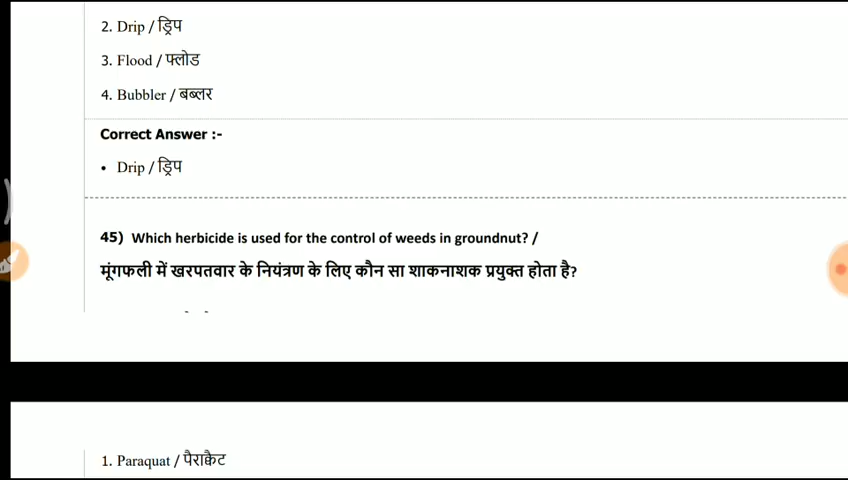 2. Drip / ड्रिप
3. Flood / फ्लोड
4. Bubbler / बब्लर
Correct Answer :-
• Drip / ड्रिप
45) Which herbicide is used for the control of weeds in groundnut? /
मूंगफली में खरपतवार के नियंत्रण के लिए कौन सा शाकनाशक प्रयुक्त होता है?
1. Paraquat / पैराकैट